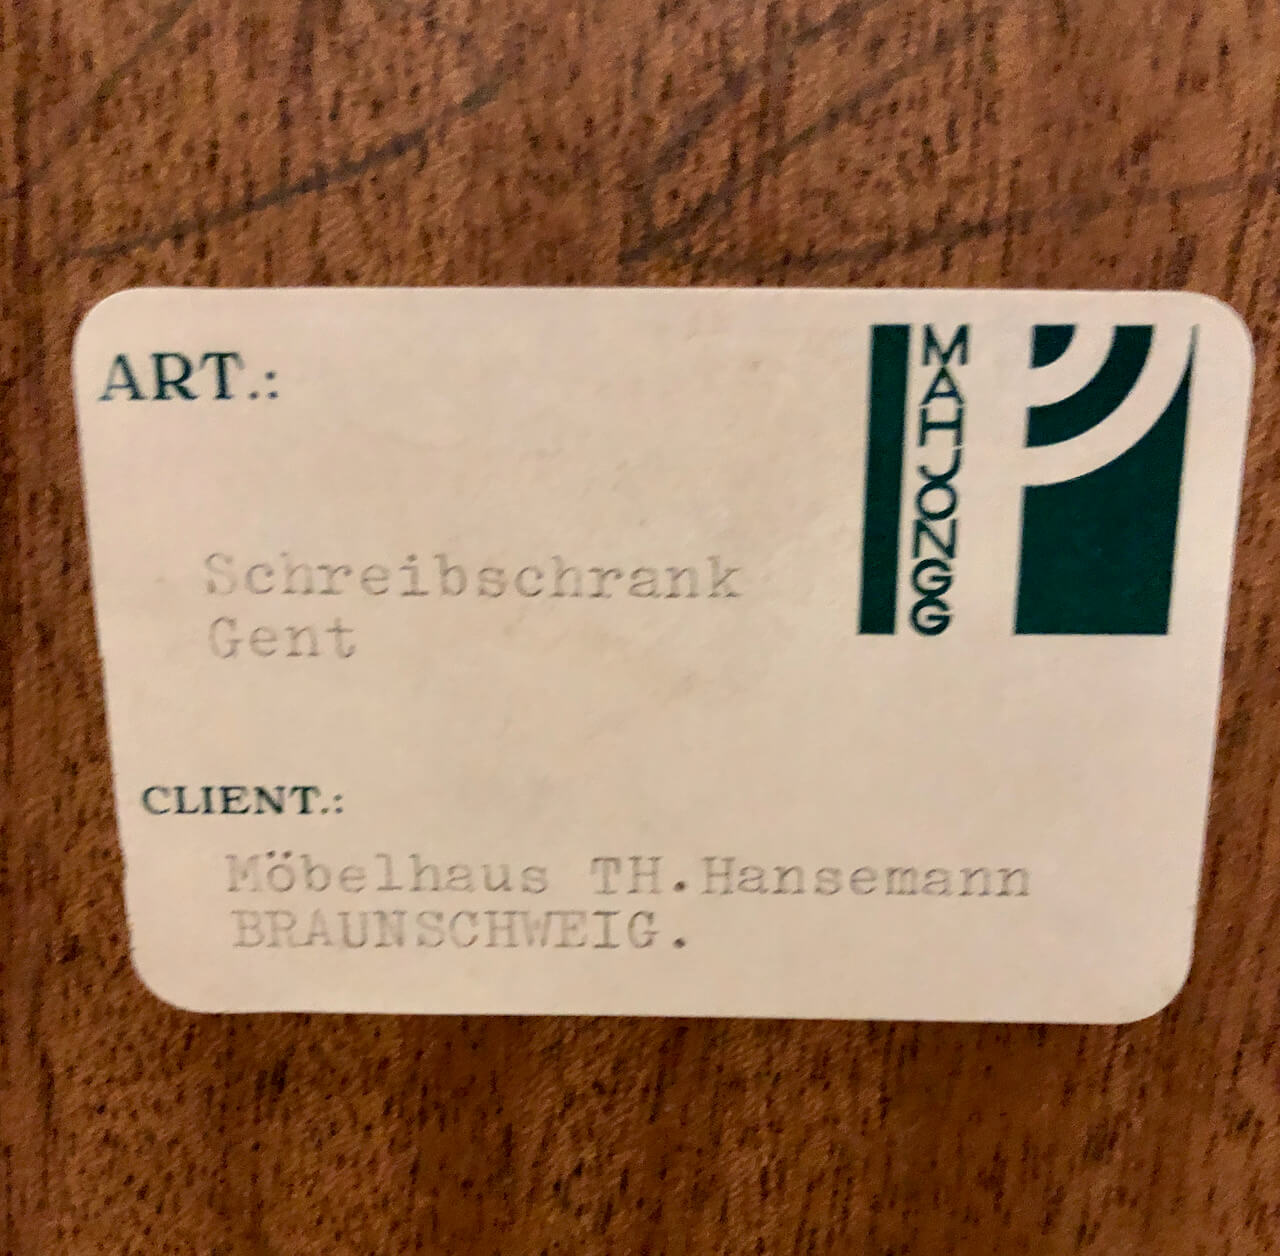 ART.:
MAHJONGG
Schreibschrank
Gent
CLIENT.:
Möbelhaus TH.Hansemann
BRAUNSCHWEIG.